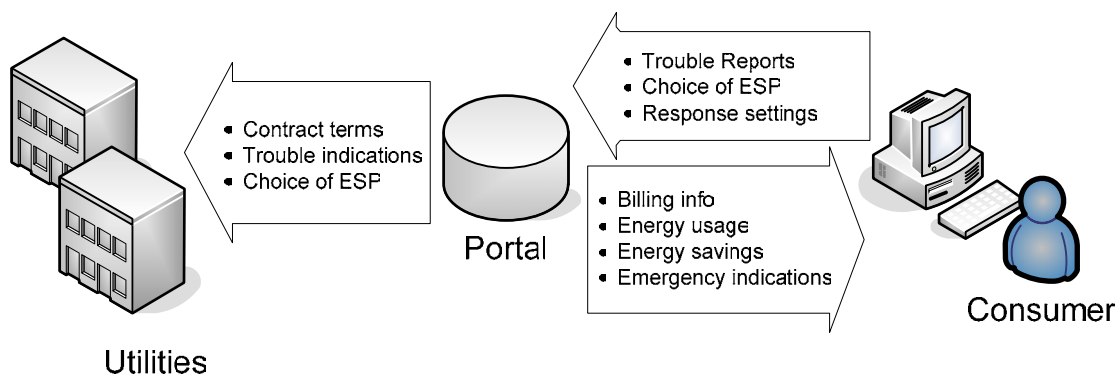 • Trouble Reports
• Choice of ESP
• Response settings
• Contract terms
• Trouble indications
• Choice of ESP
• Billing info
• Energy usage
• Energy savings
• Emergency indications
Portal
Consumer
Utilities